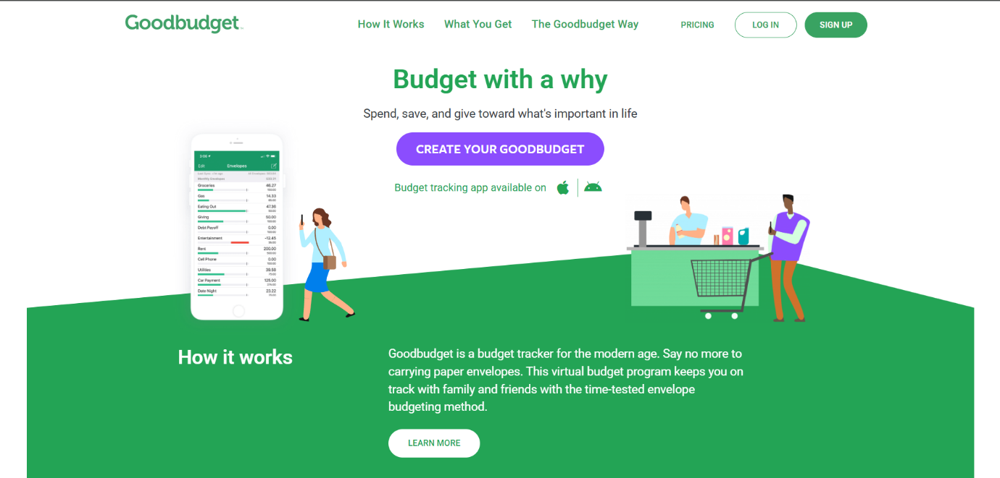 Goodbudget
How It Works
What You Get
The Goodbudget Way
PRICING
LOG IN
SIGN UP
Budget with a why
Spend, save, and give toward what's important in life
CREATE YOUR GOODBUDGET
Budget tracking app available on
Edit Envelopes
Monthly Envelopes
Groceries 46.27
Gas 14.33
Eating Out 47.36
Giving 50.00
Debt Payoff 0.00
Entertainment -12.45
Rent 200.00
Cell Phone 0.00
Utilities 39.58
Car Payment 125.00
Date Night 23.22
How it works
Goodbudget is a budget tracker for the modern age. Say no more to
carrying paper envelopes. This virtual budget program keeps you on
track with family and friends with the time-tested envelope
budgeting method.
LEARN MORE